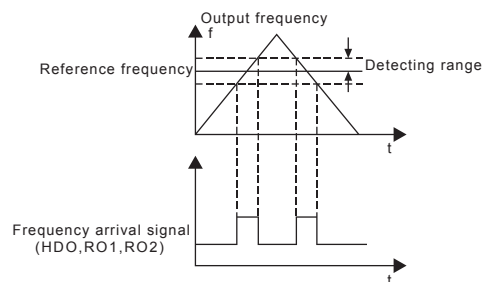 Output frequency
f
Reference frequency
Detecting range
t
Frequency arrival signal
(HDO,RO1,RO2)
t